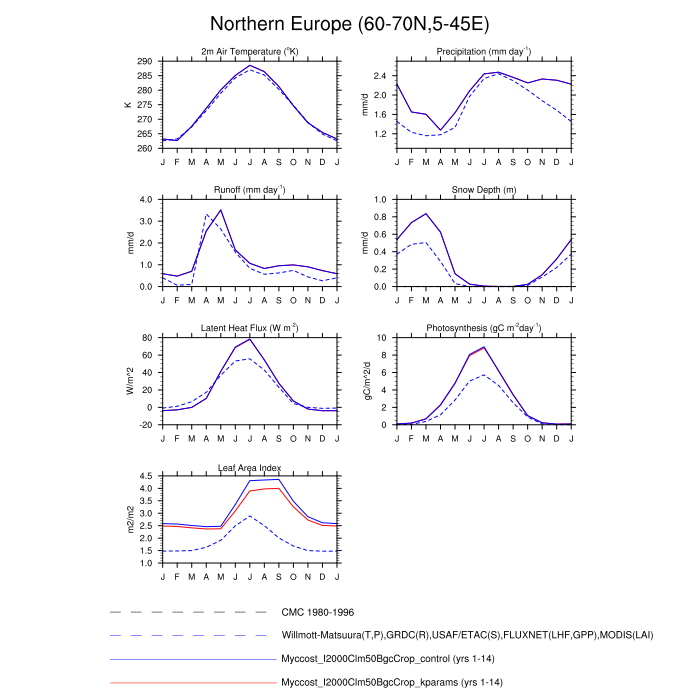 Northern Europe (60-70N,5-45E)
2m Air Temperature (°K)
K
290
285
280
275
270
265
260
J F M A M J J A S O N D J
Precipitation (mm day⁻¹)
mm/d
2.4
2.0
1.6
1.2
J F M A M J J A S O N D J
Runoff (mm day⁻¹)
mm/d
4.0
3.0
2.0
1.0
0.0
J F M A M J J A S O N D J
Snow Depth (m)
mm/d
1.0
0.8
0.6
0.4
0.2
0.0
J F M A M J J A S O N D J
Latent Heat Flux (W m⁻²)
W/m^2
80
60
40
20
0
-20
J F M A M J J A S O N D J
Photosynthesis (gC m⁻²day⁻¹)
gC/m^2/d
10
8
6
4
2
0
J F M A M J J A S O N D J
Leaf Area Index
m2/m2
4.5
4.0
3.5
3.0
2.5
2.0
1.5
1.0
J F M A M J J A S O N D J
CMC 1980-1996
Willmott-Matsuura(T,P),GRDC(R),USAF/ETAC(S),FLUXNET(LHF,GPP),MODIS(LAI)
Myccost_I2000Clm50BgcCrop_control (yrs 1-14)
Myccost_I2000Clm50BgcCrop_kparams (yrs 1-14)